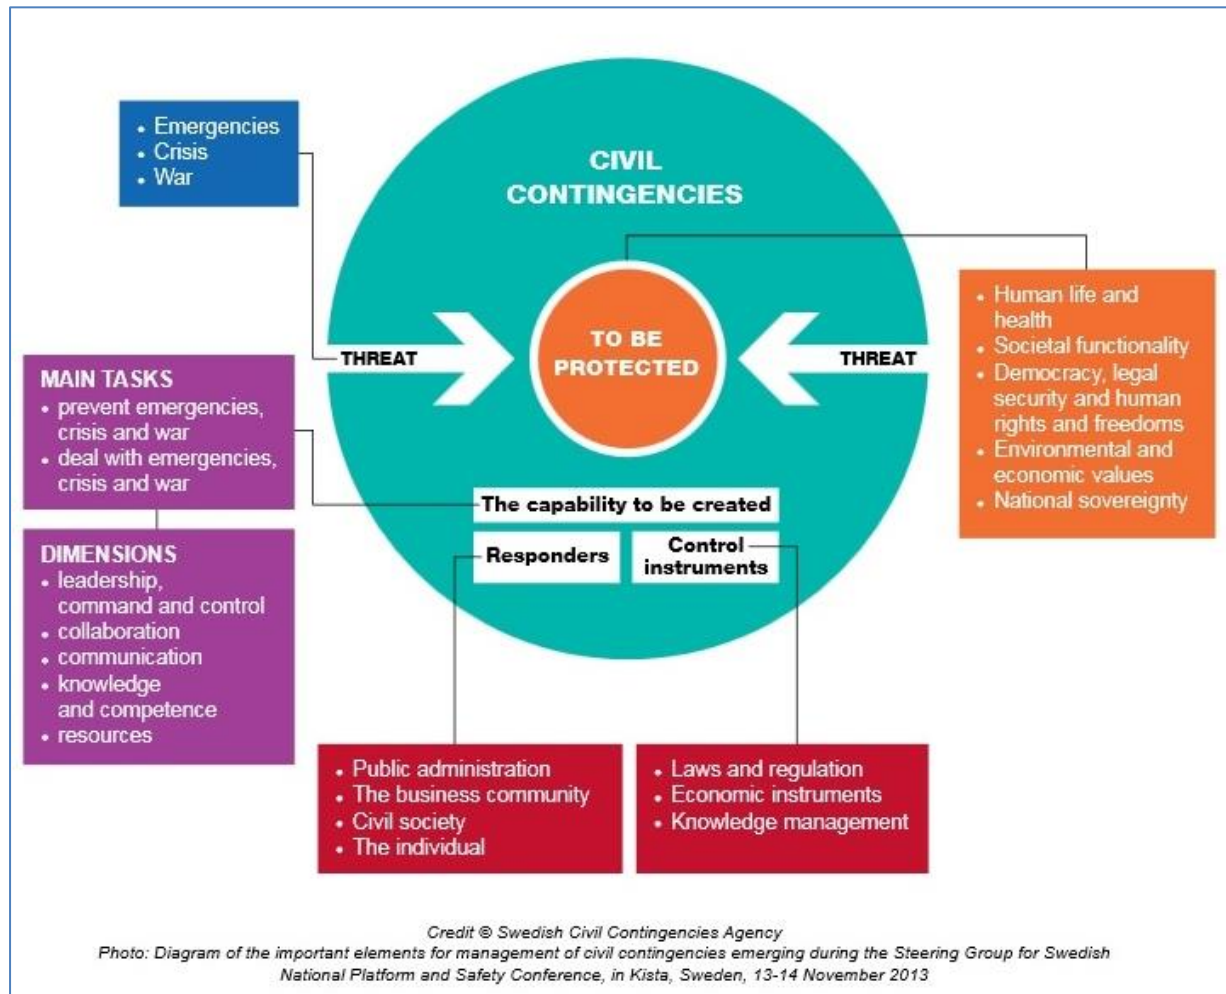 • Emergencies
• Crisis
• War
CIVIL
CONTINGENCIES
TO BE
PROTECTED
THREAT
THREAT
• Human life and
health
• Societal functionality
• Democracy, legal
security and human
rights and freedoms
• Environmental and
economic values
• National sovereignty
MAIN TASKS
• prevent emergencies,
crisis and war
• deal with emergencies,
crisis and war
DIMENSIONS
• leadership,
command and control
• collaboration
• communication
• knowledge
and competence
• resources
The capability to be created
Responders
Control
instruments
• Public administration
• The business community
• Civil society
• The individual
• Laws and regulation
• Economic instruments
• Knowledge management
Credit © Swedish Civil Contingencies Agency
Photo: Diagram of the important elements for management of civil contingencies emerging during the Steering Group for Swedish
National Platform and Safety Conference, in Kista, Sweden, 13-14 November 2013